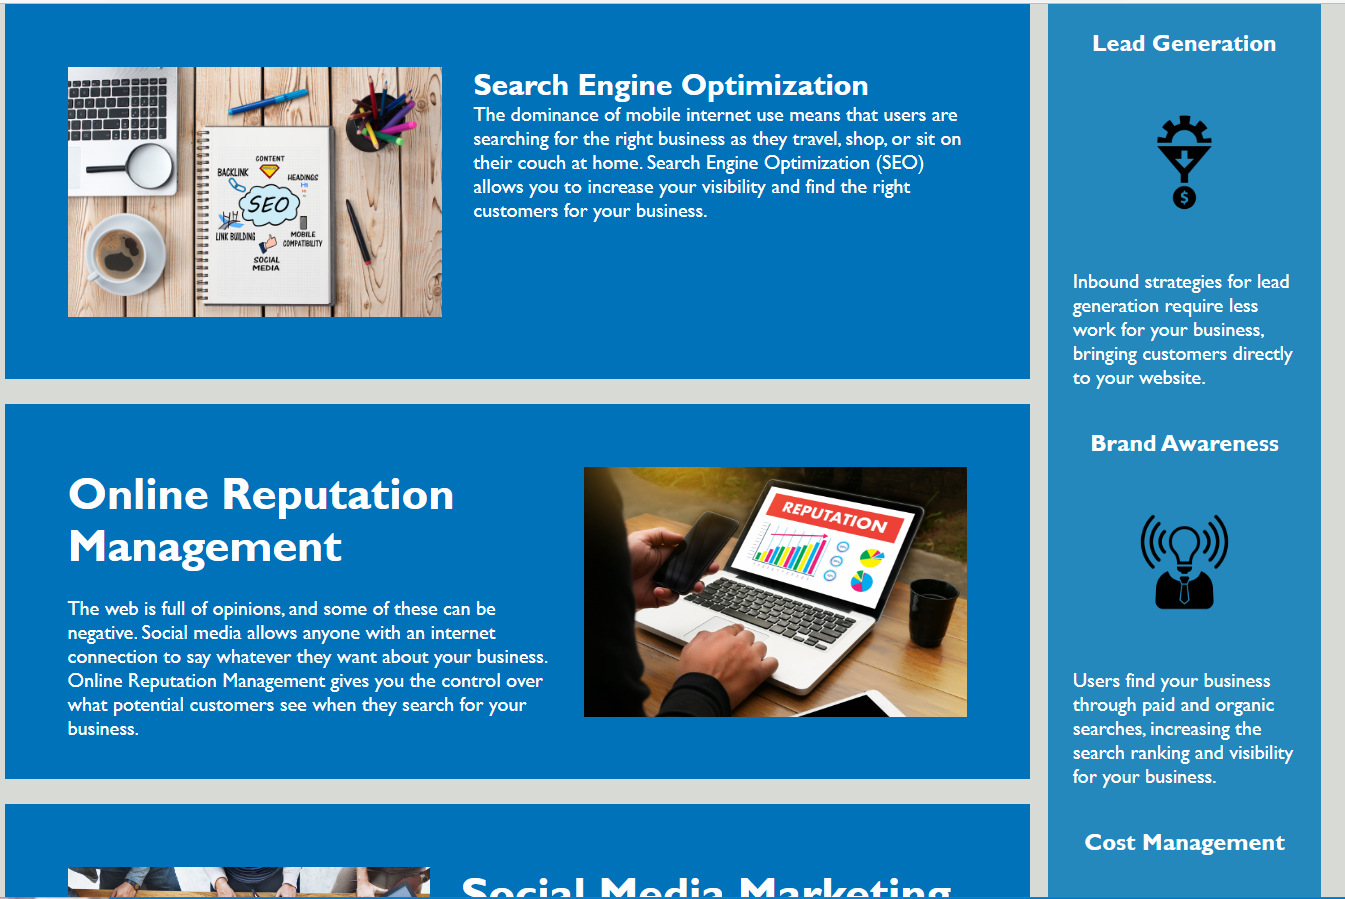 Search Engine Optimization
The dominance of mobile internet use means that users are
searching for the right business as they travel, shop, or sit on
their couch at home. Search Engine Optimization (SEO)
allows you to increase your visibility and find the right
customers for your business.
CONTENT
BACKLINK
HEADINGS
H1
SEO
LINK BUILDING
MOBILE
COMPATIBILITY
SOCIAL
MEDIA
Online Reputation
Management
The web is full of opinions, and some of these can be
negative. Social media allows anyone with an internet
connection to say whatever they want about your business.
Online Reputation Management gives you the control over
what potential customers see when they search for your
business.
REPUTATION
Social Media Marketing
Lead Generation
$
Inbound strategies for lead
generation require less
work for your business,
bringing customers directly
to your website.
Brand Awareness
Users find your business
through paid and organic
searches, increasing the
search ranking and visibility
for your business.
Cost Management